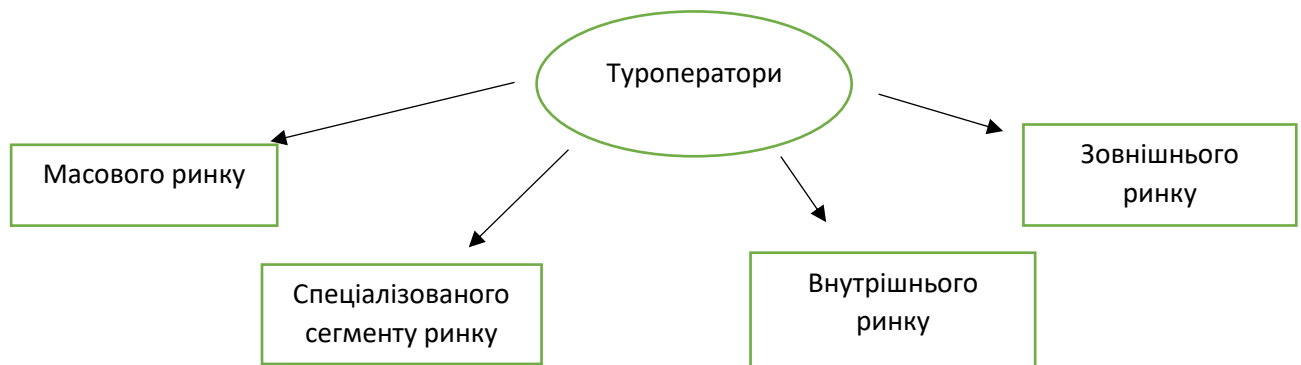 Туроператори
Масового ринку
Зовнішнього
ринку
Спеціалізованого
сегменту ринку
Внутрішнього
ринку